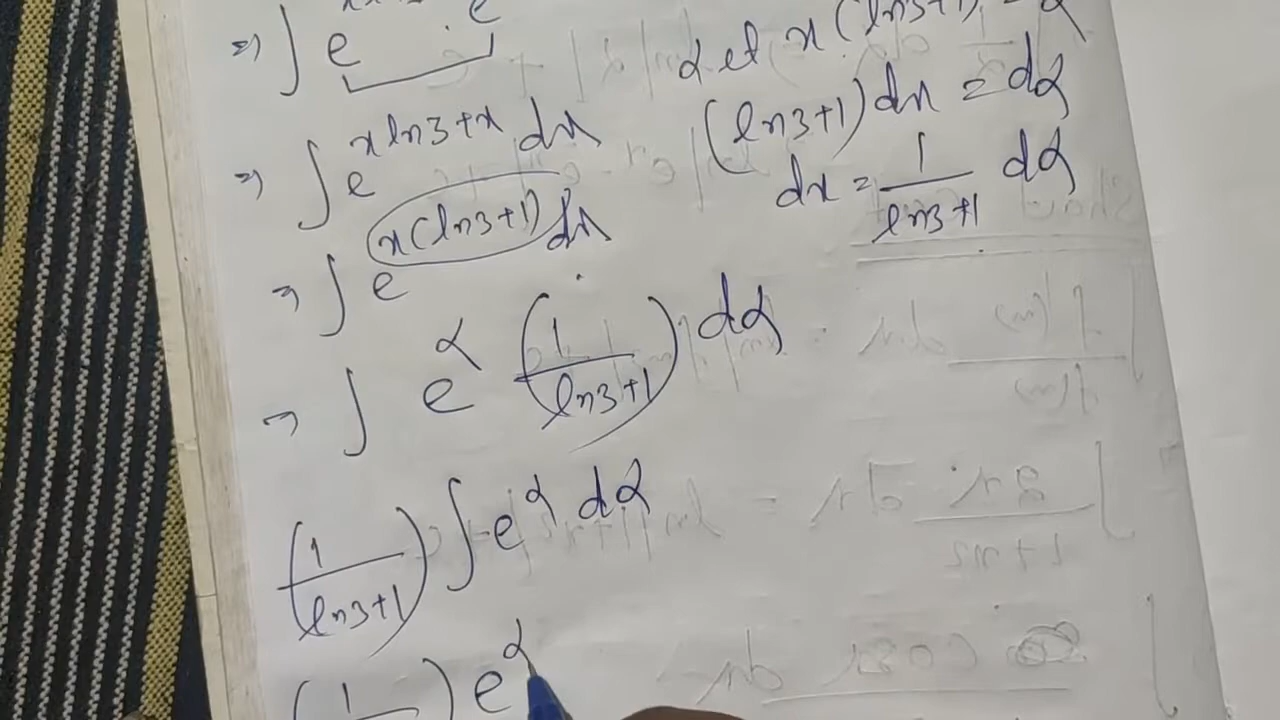 ⇒ ∫ e e
Let x(ln3+1) = α
⇒ ∫ e^{x ln3+x} dx
(ln3+1) dx = dα
dx = 1/(ln3+1) dα
⇒ ∫ e^{x(ln3+1)} dx
⇒ ∫ e^α (1/(ln3+1)) dα
(1/(ln3+1)) ∫ e^α dα
(1/ ) e^α